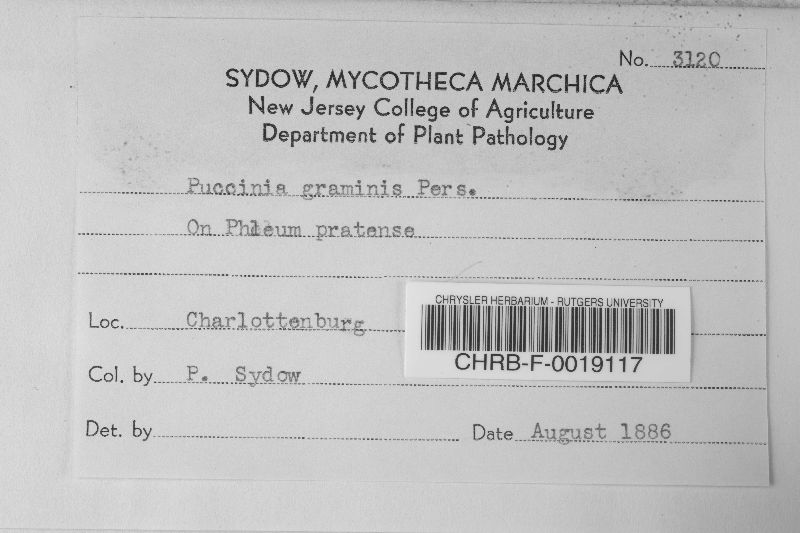 No. 3120
SYDOW, MYCOTHECA MARCHICA
New Jersey College of Agriculture
Department of Plant Pathology
Puccinia graminis Pers.
On Phleum pratense
Loc. Charlottenburg
CHRYSLER HERBARIUM - RUTGERS UNIVERSITY
CHRB-F-0019117
Col. by P. Sydow
Det. by
Date August 1886